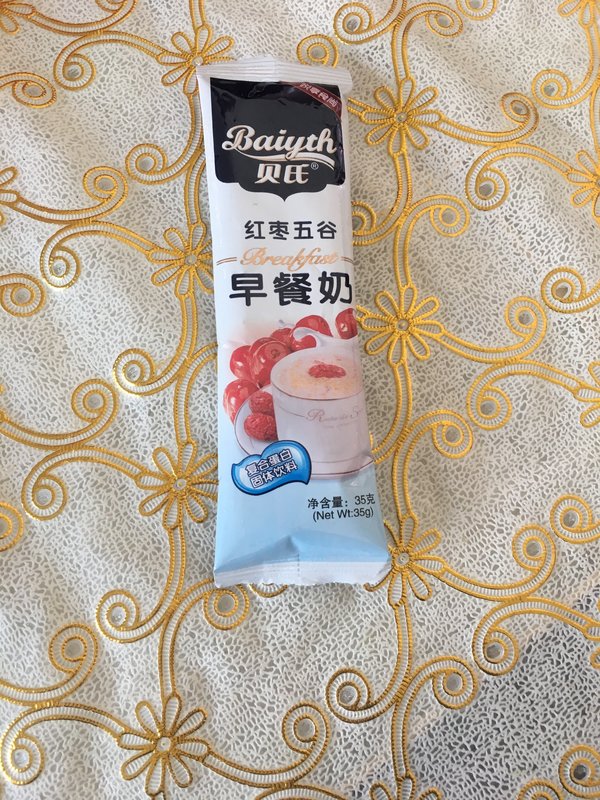 Baiyth
贝氏®
红枣五谷
Breakfast
早餐奶
复合蛋白
固体饮料
净含量：35克
(Net Wt:35g)